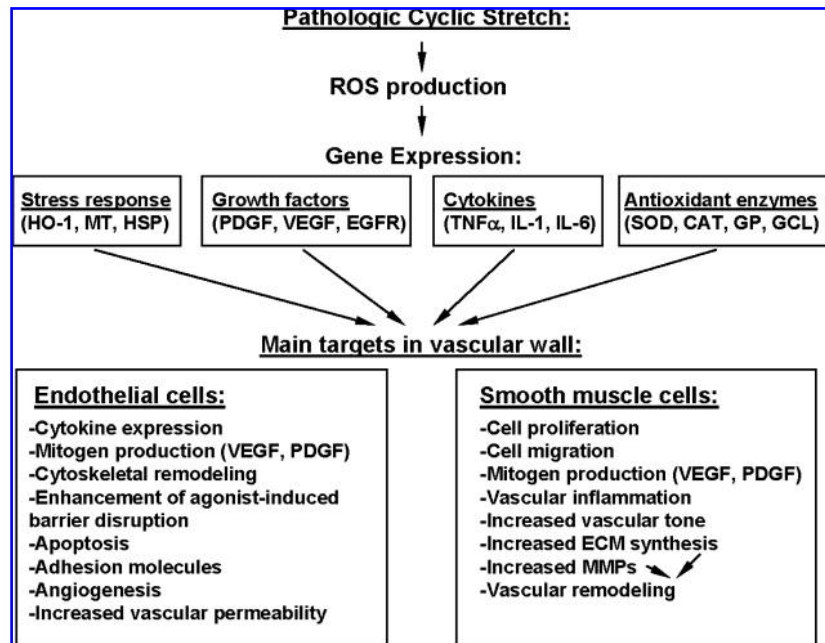 Pathologic Cyclic Stretch:
ROS production
Gene Expression:
Stress response
(HO-1, MT, HSP)
Growth factors
(PDGF, VEGF, EGFR)
Cytokines
(TNFα, IL-1, IL-6)
Antioxidant enzymes
(SOD, CAT, GP, GCL)
Main targets in vascular wall:
Endothelial cells:
-Cytokine expression
-Mitogen production (VEGF, PDGF)
-Cytoskeletal remodeling
-Enhancement of agonist-induced
barrier disruption
-Apoptosis
-Adhesion molecules
-Angiogenesis
-Increased vascular permeability
Smooth muscle cells:
-Cell proliferation
-Cell migration
-Mitogen production (VEGF, PDGF)
-Vascular inflammation
-Increased vascular tone
-Increased ECM synthesis
-Increased MMPs
-Vascular remodeling